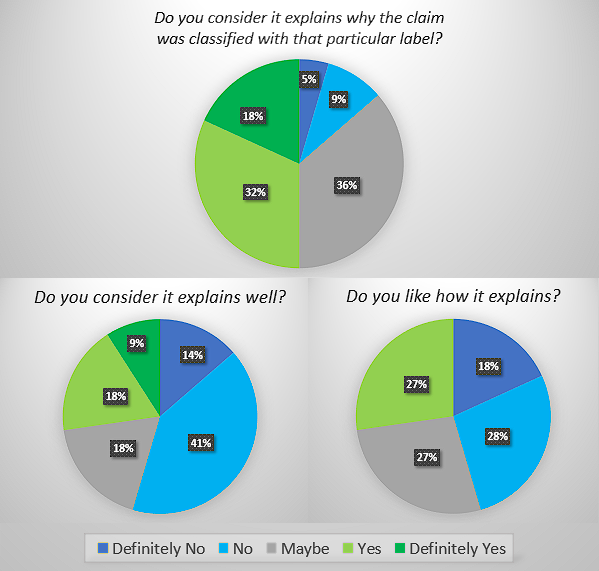 Do you consider it explains why the claim
was classified with that particular label?
5%
9%
18%
36%
32%
Do you consider it explains well?
9%
14%
18%
41%
18%
Do you like how it explains?
18%
27%
28%
27%
Definitely No No Maybe Yes Definitely Yes